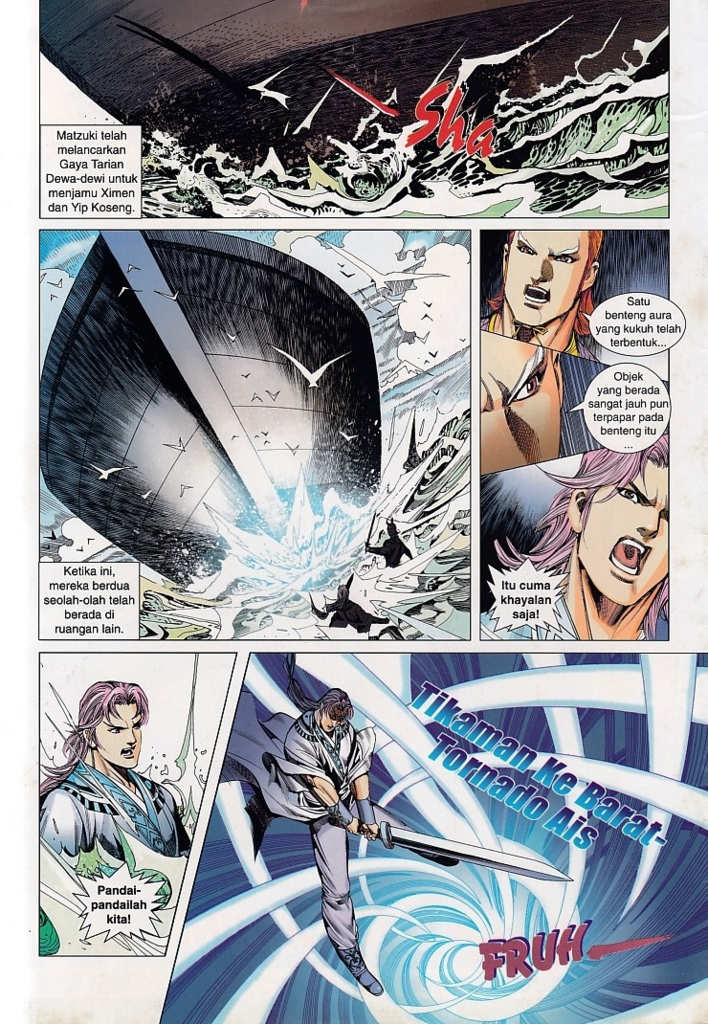 Sha
Matzuki telah
melancarkan
Gaya Tarian
Dewa-dewi untuk
menjamu Ximen
dan Yip Koseng.
Satu
benteng aura
yang kukuh telah
terbentuk...
Objek
yang berada
sangat jauh pun
terpapar pada
benteng itu
...
Ketika ini,
mereka berdua
seolah-olah telah
berada di
ruangan lain.
Itu cuma
khayalan
saja!
Pandai-
pandailah
kita!
Tikaman Ke Barat-
Tornado Ais
FRUH